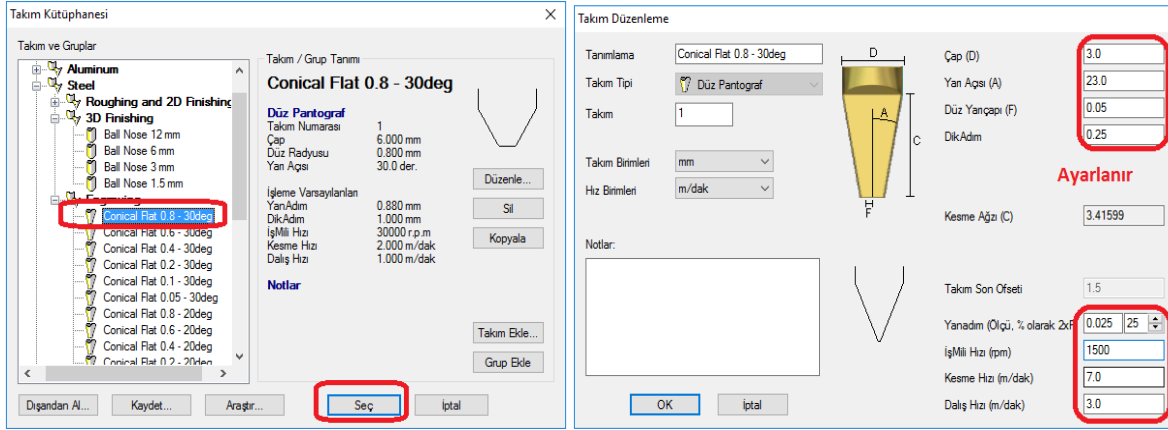 Takım Kütüphanesi
Takım ve Gruplar
Aluminum
Steel
Roughing and 2D Finishing
3D Finishing
Ball Nose 12 mm
Ball Nose 6 mm
Ball Nose 3 mm
Ball Nose 1.5 mm
Engraving
Conical Flat 0.8 - 30deg
Conical Flat 0.6 - 30deg
Conical Flat 0.4 - 30deg
Conical Flat 0.2 - 30deg
Conical Flat 0.1 - 30deg
Conical Flat 0.05 - 30deg
Conical Flat 0.8 - 20deg
Conical Flat 0.6 - 20deg
Conical Flat 0.4 - 20deg
Conical Flat 0.2 - 20deg
Takım / Grup Tanımı
Conical Flat 0.8 - 30deg
Düz Pantograf
Takım Numarası 1
Çap 6.000 mm
Düz Radyusu 0.800 mm
Yan Açısı 30.0 der.
İşleme Varsayılanları
YanAdım 0.880 mm
DikAdım 1.000 mm
İşMili Hızı 30000 r.p.m
Kesme Hızı 2.000 m/dak
Dalış Hızı 1.000 m/dak
Notlar
Düzenle...
Sil
Kopyala
Takım Ekle...
Grup Ekle
Dışandan Al...
Kaydet...
Araştır...
Seç
İptal
Takım Düzenleme
Tanımlama Conical Flat 0.8 - 30deg
Takım Tipi Düz Pantograf
Takım 1
Takım Birimleri mm
Hız Birimleri m/dak
Notlar:
D
A
C
F
Çap (D) 3.0
Yan Açısı (A) 23.0
Düz Yarıçapı (F) 0.05
DikAdım 0.25
Ayarlanır
Kesme Ağzı (C) 3.41599
Takım Son Ofseti 1.5
Yanadım (Ölçü, % olarak 2xF 0.025 25
İşMili Hızı (rpm) 1500
Kesme Hızı (m/dak) 7.0
Dalış Hızı (m/dak) 3.0
OK
İptal